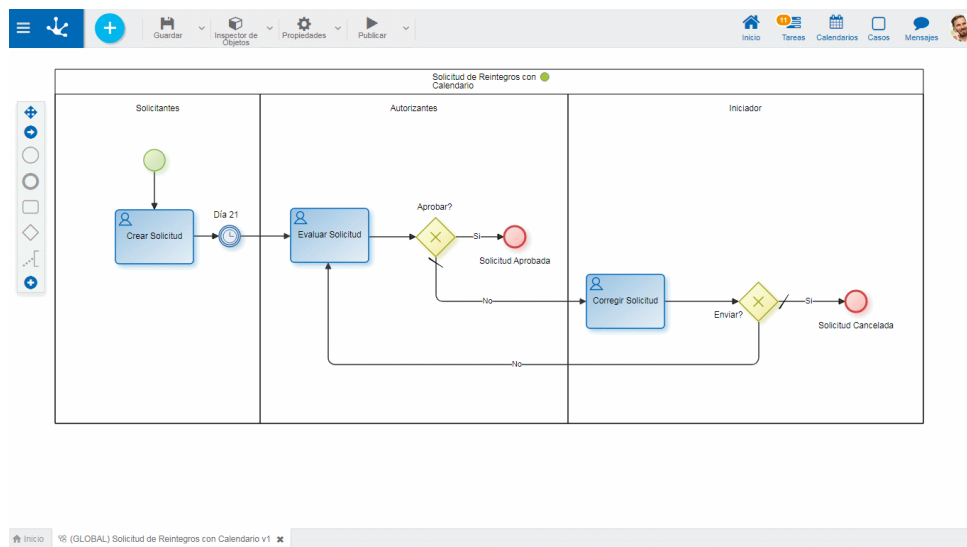 Guardar
Inspector de
Objetos
Propiedades
Publicar
Inicio
11
Tareas
Calendarios
Casos
Mensajes
Solicitud de Reintegros con
Calendario
Solicitantes
Autorizantes
Iniciador
Crear Solicitud
Día 21
Evaluar Solicitud
Aprobar?
Si
Solicitud Aprobada
No
Corregir Solicitud
Enviar?
Si
Solicitud Cancelada
No
Inicio
(GLOBAL) Solicitud de Reintegros con Calendario v1